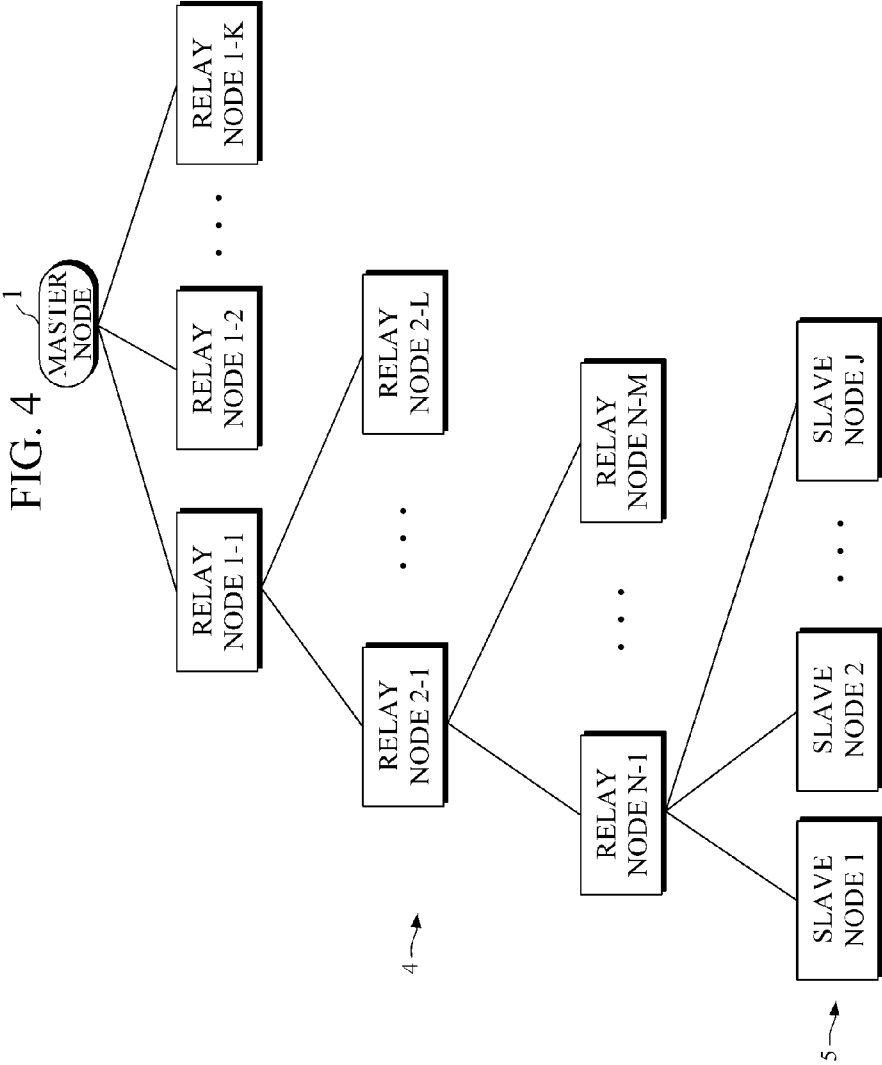 FIG. 4
1
MASTER
NODE
RELAY
NODE 1-1
RELAY
NODE 1-2
. . .
RELAY
NODE 1-K
RELAY
NODE 2-1
. . .
RELAY
NODE 2-L
4
RELAY
NODE N-1
. . .
RELAY
NODE N-M
5
SLAVE
NODE 1
SLAVE
NODE 2
. . .
SLAVE
NODE J